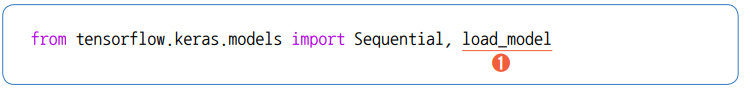 from tensorflow.keras.models import Sequential, load_model
1